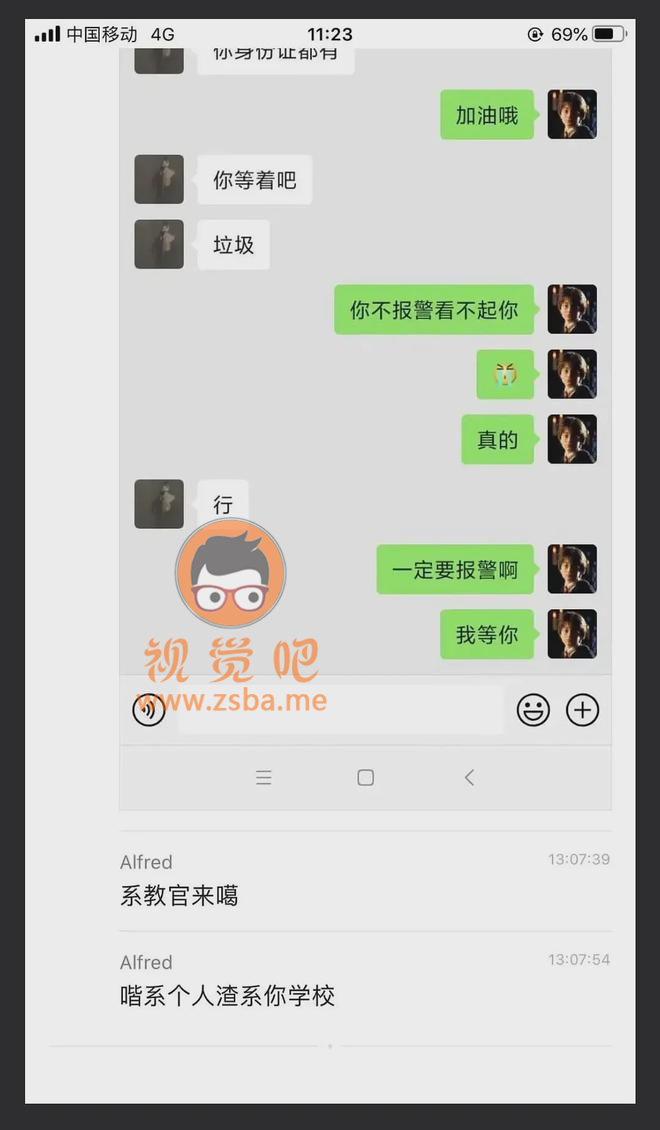 中国移动 4G 11:23 69%
你身份证都有
加油哦
你等着吧
垃圾
你不报警看不起你
😭
真的
行
一定要报警啊
我等你
视觉吧
www.zsba.me
Alfred 13:07:39
系教官来噶
Alfred 13:07:54
喈系个人渣系你学校